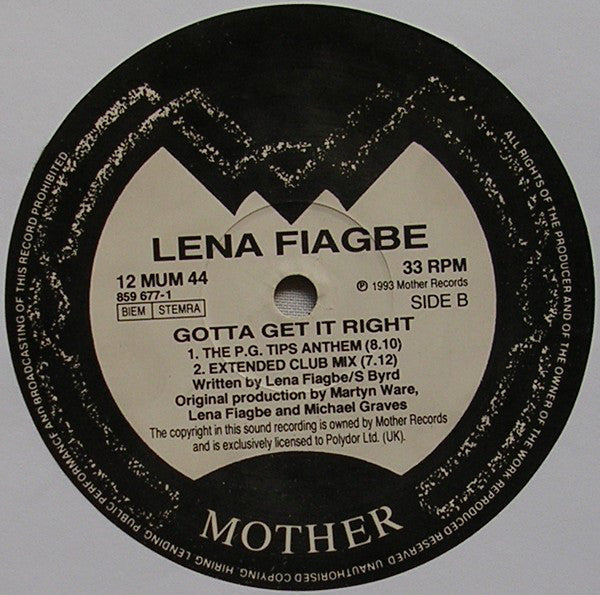 LENA FIAGBE
12 MUM 44
859 677-1
BIEM STEMRA
33 RPM
℗ 1993 Mother Records
SIDE B
GOTTA GET IT RIGHT
1. THE P.G. TIPS ANTHEM (8.10)
2. EXTENDED CLUB MIX (7.12)
Written by Lena Fiagbe/S Byrd
Original production by Martyn Ware,
Lena Fiagbe and Michael Graves
The copyright in this sound recording is owned by Mother Records
and is exclusively licensed to Polydor Ltd. (UK).
MOTHER
ALL RIGHTS OF THE PRODUCER AND OF THE OWNER OF THE WORK REPRODUCED RESERVED. UNAUTHORISED COPYING, HIRING, LENDING, PUBLIC PERFORMANCE AND BROADCASTING OF THIS RECORD PROHIBITED